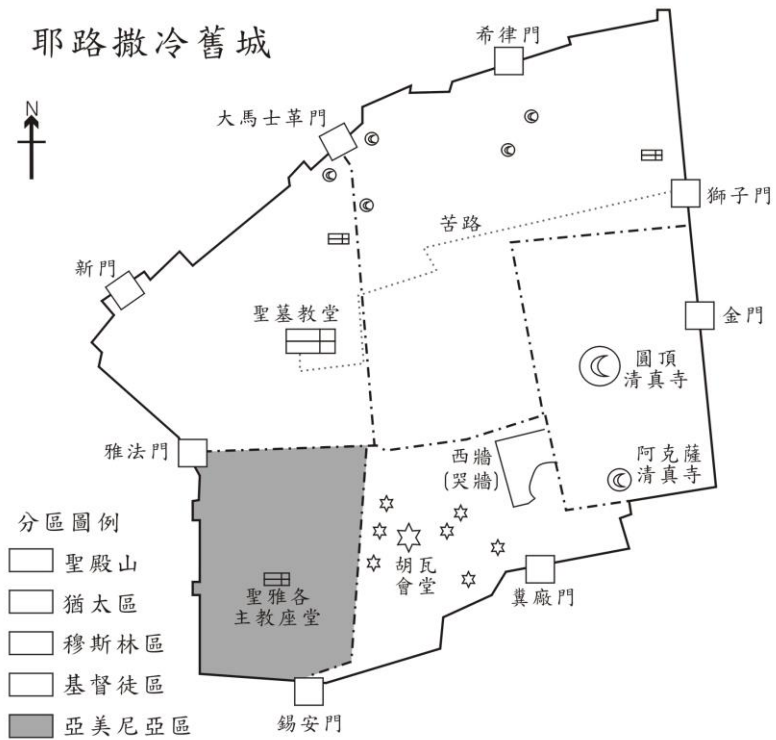 耶路撒冷舊城
N
希律門
大馬士革門
獅子門
苦路
新門
聖墓教堂
金門
圓頂
清真寺
雅法門
西牆
(哭牆)
阿克薩
清真寺
胡瓦
會堂
糞廠門
聖雅各
主教座堂
錫安門
分區圖例
聖殿山
猶太區
穆斯林區
基督徒區
亞美尼亞區